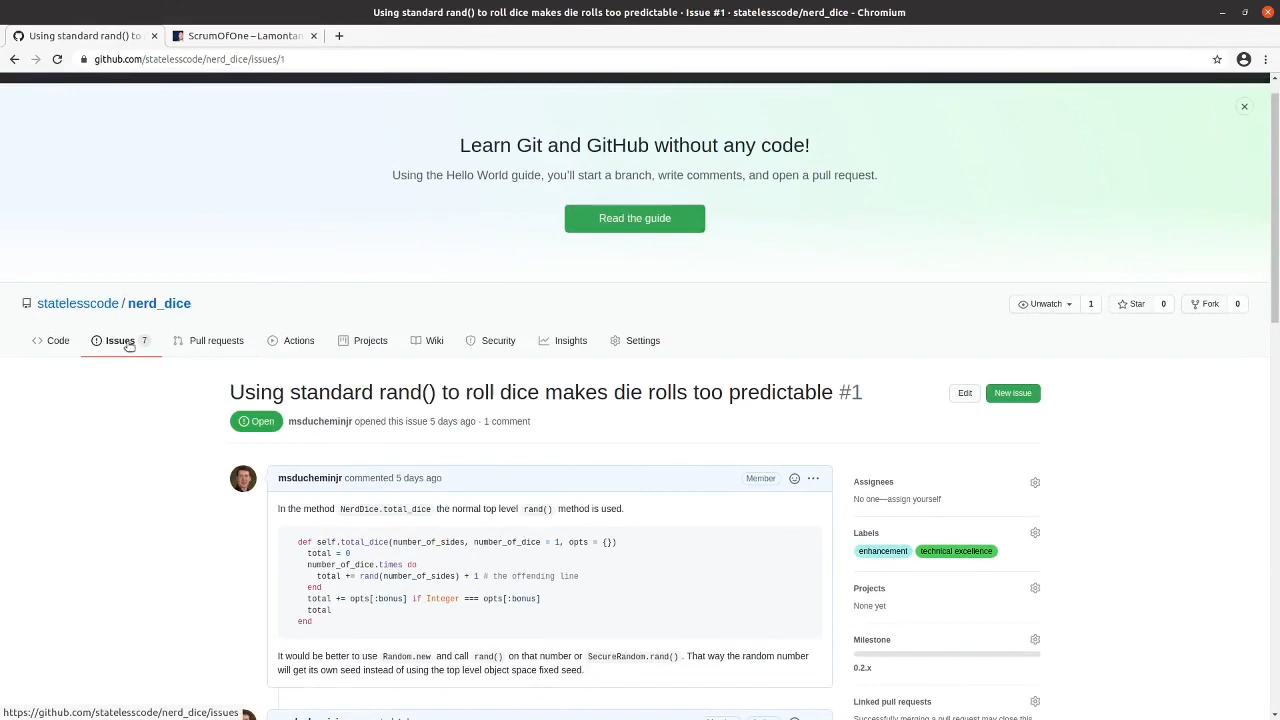 Using standard rand() to roll dice makes die rolls too predictable · Issue #1 · statelesscode/nerd_dice - Chromium
Using standard rand() to
ScrumOfOne – Lamontan
github.com/statelesscode/nerd_dice/issues/1
Learn Git and GitHub without any code!
Using the Hello World guide, you’ll start a branch, write comments, and open a pull request.
Read the guide
statelesscode / nerd_dice
Unwatch 1 Star 0 Fork 0
Code Issues 7 Pull requests Actions Projects Wiki Security Insights Settings
Using standard rand() to roll dice makes die rolls too predictable #1
Edit New issue
Open msducheminjr opened this issue 5 days ago · 1 comment
msducheminjr commented 5 days ago Member
In the method NerdDice.total_dice the normal top level rand() method is used.
def self.total_dice(number_of_sides, number_of_dice = 1, opts = {})
total = 0
number_of_dice.times do
total += rand(number_of_sides) + 1 # the offending line
end
total += opts[:bonus] if Integer === opts[:bonus]
total
end
It would be better to use Random.new and call rand() on that number or SecureRandom.rand(). That way the random number
will get its own seed instead of using the top level object space fixed seed.
Assignees
No one—assign yourself
Labels
enhancement technical excellence
Projects
None yet
Milestone
0.2.x
Linked pull requests
Successfully merging a pull request may close this
https://github.com/statelesscode/nerd_dice/issues